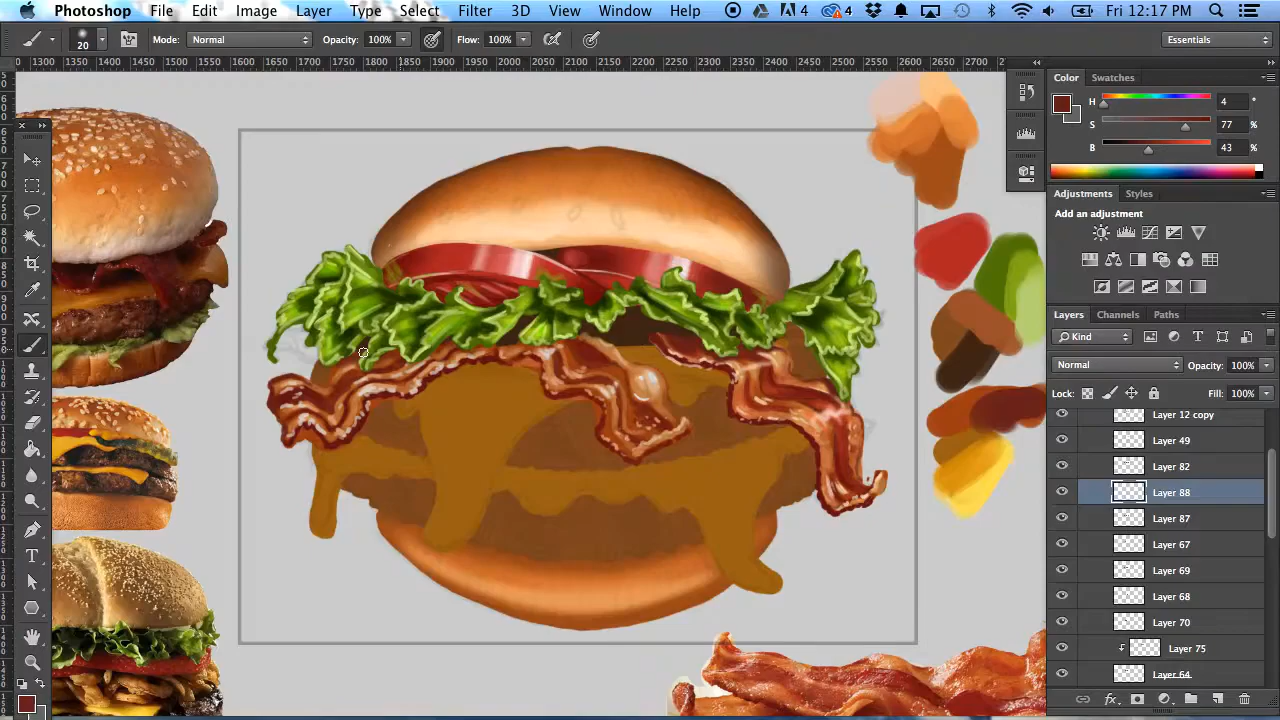 Photoshop File Edit Image Layer Type Select Filter 3D View Window Help 4 4 Fri 12:17 PM
20 Mode: Normal Opacity: 100% Flow: 100% Essentials
1300 1350 1400 1450 1500 1550 1600 1650 1700 1750 1800 1850 1900 1950 2000 2050 2100 2150 2200 2250 2300 2350 2400 2450 2500 2550 2600 2650 2700
Color Swatches
H 4 °
S 77 %
B 43 %
Adjustments Styles
Add an adjustment
Layers Channels Paths
Kind
Normal Opacity: 100%
Lock: Fill: 100%
Layer 12 copy
Layer 49
Layer 82
Layer 88
Layer 87
Layer 67
Layer 69
Layer 68
Layer 70
Layer 75
Layer 64